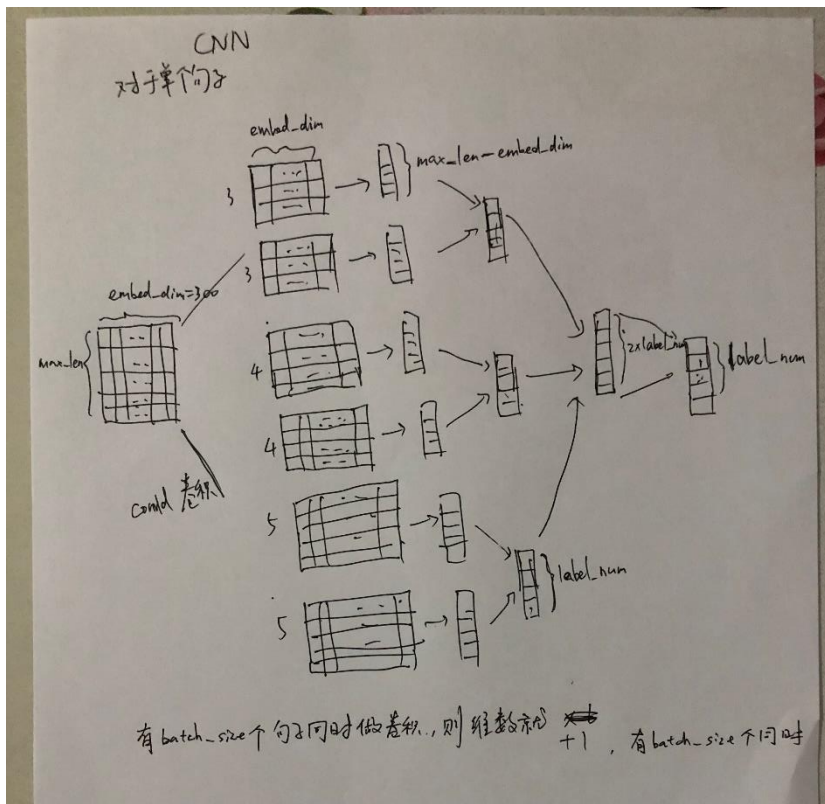 CNN
对于单个句子
embed_dim
3
max_len-embed_dim
3
embed_dim=300
max_len
4
2×label_num
label_num
4
卷积
5
label_num
5
有batch_size个句子同时做卷积,则维数就
+1,有batch_size个同时